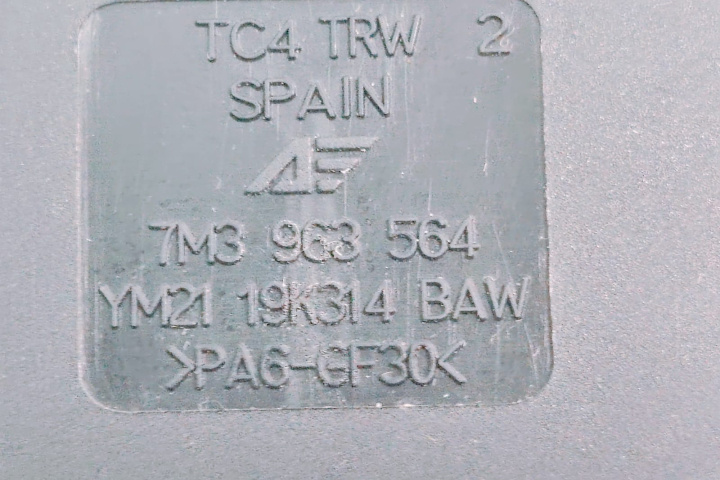 TC4 TRW 2
SPAIN
7M3 963 564
YM21 19K314 BAW
>PA6-GF30<